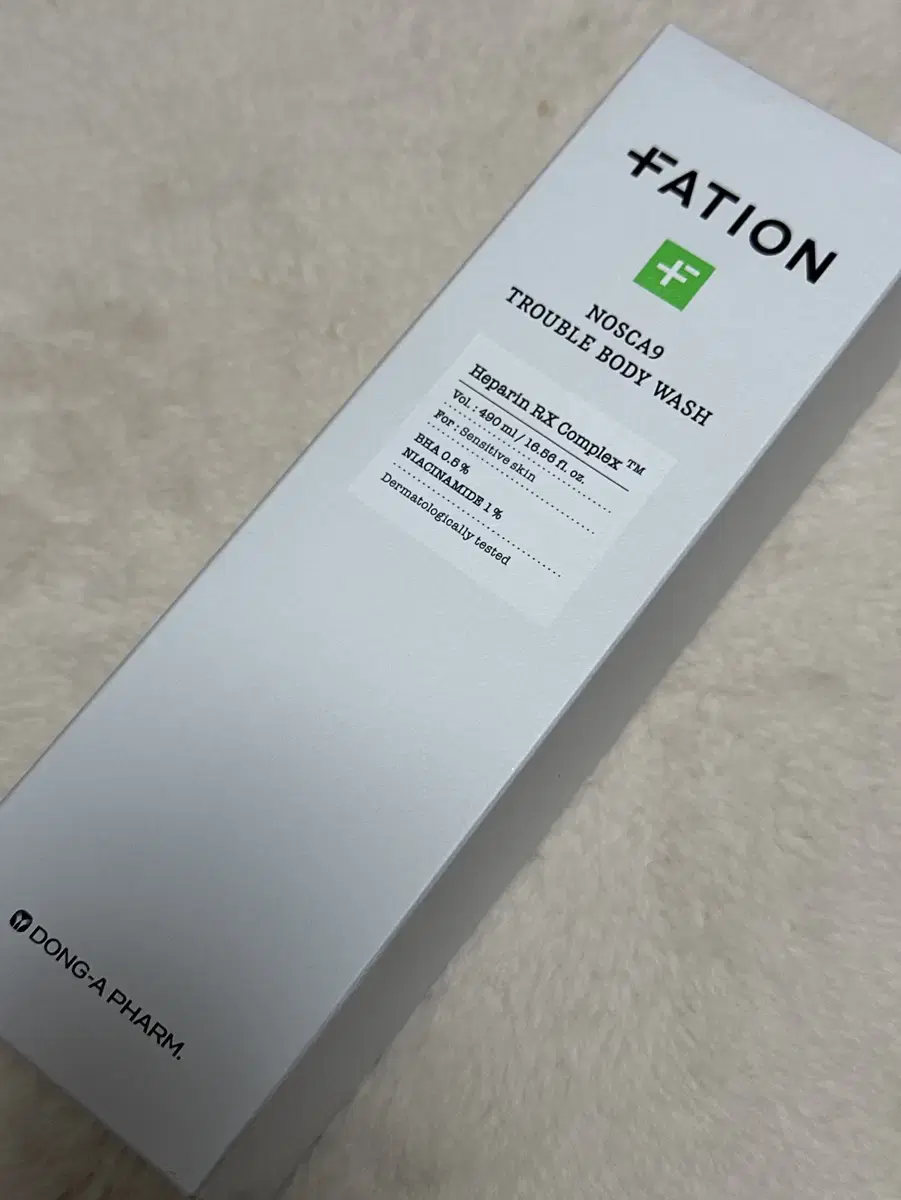 FATION
NOSCA9
TROUBLE BODY WASH
Heparin RX Complex ™
Vol. : 490 ml / 16.56 fl. oz.
For : Sensitive skin
BHA 0.5 %
NIACINAMIDE 1 %
Dermatologically tested
DONG-A PHARM.